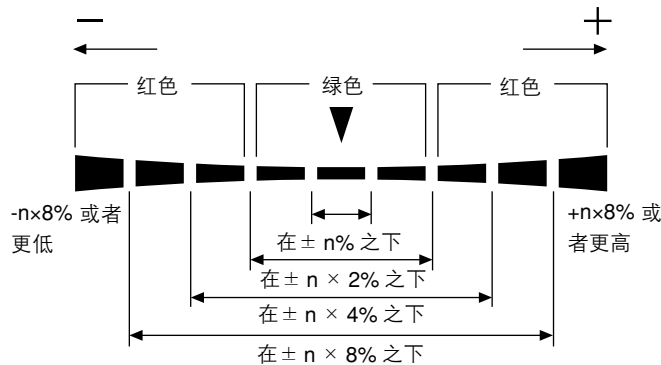 − +
红色 绿色 红色
-n×8% 或者
更低
+n×8% 或
者更高
在± n% 之下
在± n × 2% 之下
在± n × 4% 之下
在± n × 8% 之下